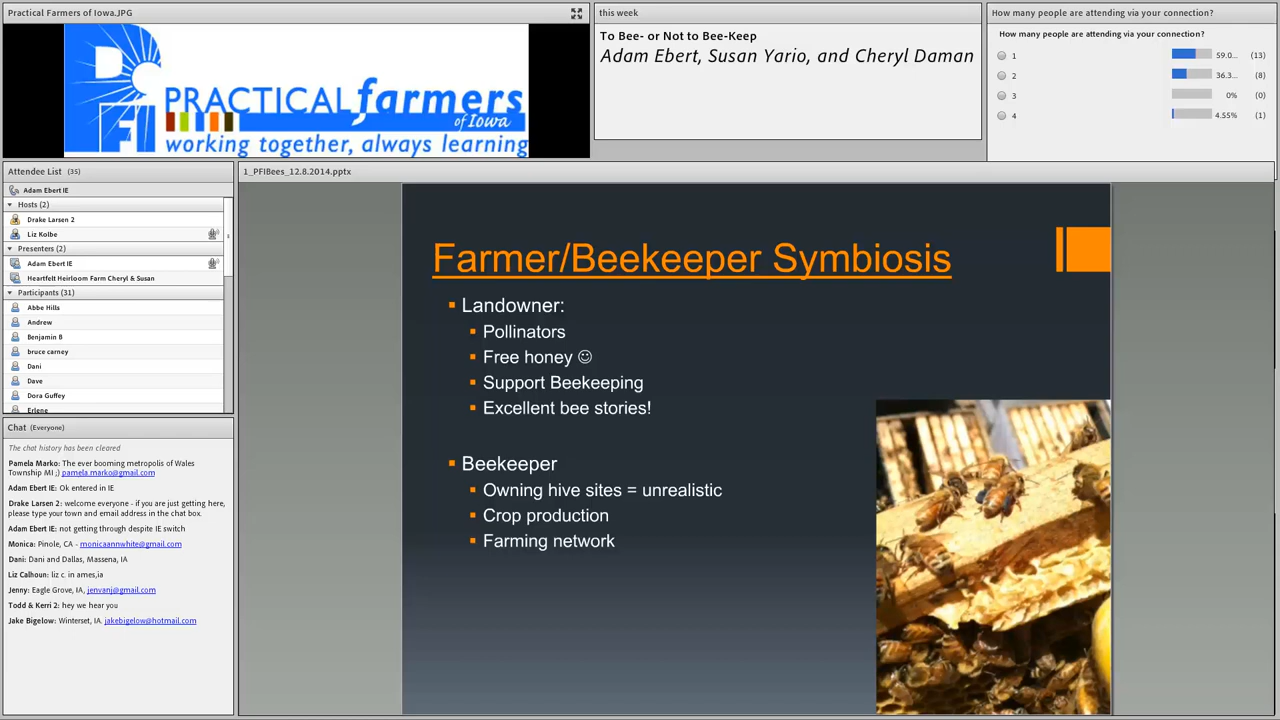 Practical Farmers of Iowa.JPG
PRACTICAL farmers
of Iowa
PFI
working together, always learning
this week
To Bee- or Not to Bee-Keep
Adam Ebert, Susan Yario, and Cheryl Daman
How many people are attending via your connection?
How many people are attending via your connection?
1 59.0... (13)
2 36.3... (8)
3 0% (0)
4 4.55% (1)
Attendee List (35)
Adam Ebert IE
Hosts (2)
Drake Larsen 2
Liz Kolbe
Presenters (2)
Adam Ebert IE
Heartfelt Heirloom Farm Cheryl & Susan
Participants (31)
Abbe Hills
Andrew
Benjamin B
bruce carney
Dani
Dave
Dora Guffey
Erlene
Chat (Everyone)
The chat history has been cleared
Pamela Marko: The ever booming metropolis of Wales
Township MI ;) pamela.marko@gmail.com
Adam Ebert IE: Ok entered in IE
Drake Larsen 2: welcome everyone - if you are just getting here,
please type your town and email address in the chat box.
Adam Ebert IE: not getting through despite IE switch
Monica: Pinole, CA - monicaannwhite@gmail.com
Dani: Dani and Dallas, Massena, IA
Liz Calhoun: liz c. in ames,ia
Jenny: Eagle Grove, IA, jenvanj@gmail.com
Todd & Kerri 2: hey we hear you
Jake Bigelow: Winterset, IA, jakebigelow@hotmail.com
1_PFIBees_12.8.2014.pptx
Farmer/Beekeeper Symbiosis
Landowner:
Pollinators
Free honey ☺
Support Beekeeping
Excellent bee stories!
Beekeeper
Owning hive sites = unrealistic
Crop production
Farming network